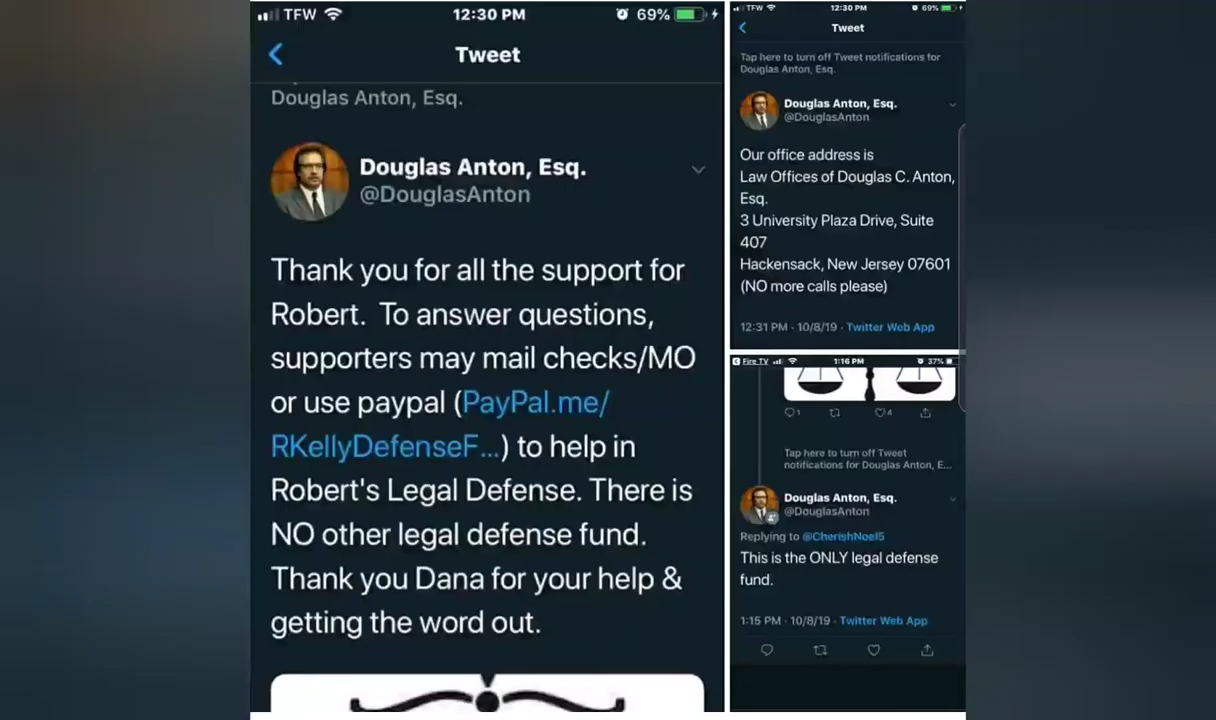 TFW
12:30 PM
69%
Tweet
Douglas Anton, Esq.
Douglas Anton, Esq.
@DouglasAnton
Thank you for all the support for
Robert. To answer questions,
supporters may mail checks/MO
or use paypal (PayPal.me/
RKellyDefenseF...) to help in
Robert's Legal Defense. There is
NO other legal defense fund.
Thank you Dana for your help &
getting the word out.
TFW
12:30 PM
69%
Tweet
Tap here to turn off Tweet notifications for
Douglas Anton, Esq.
Douglas Anton, Esq.
@DouglasAnton
Our office address is
Law Offices of Douglas C. Anton,
Esq.
3 University Plaza Drive, Suite
407
Hackensack, New Jersey 07601
(NO more calls please)
12:31 PM · 10/8/19 · Twitter Web App
Fire TV
1:16 PM
37%
1
4
Tap here to turn off Tweet
notifications for Douglas Anton, E...
Douglas Anton, Esq.
@DouglasAnton
Replying to @CherishNoel5
This is the ONLY legal defense
fund.
1:15 PM · 10/8/19 · Twitter Web App